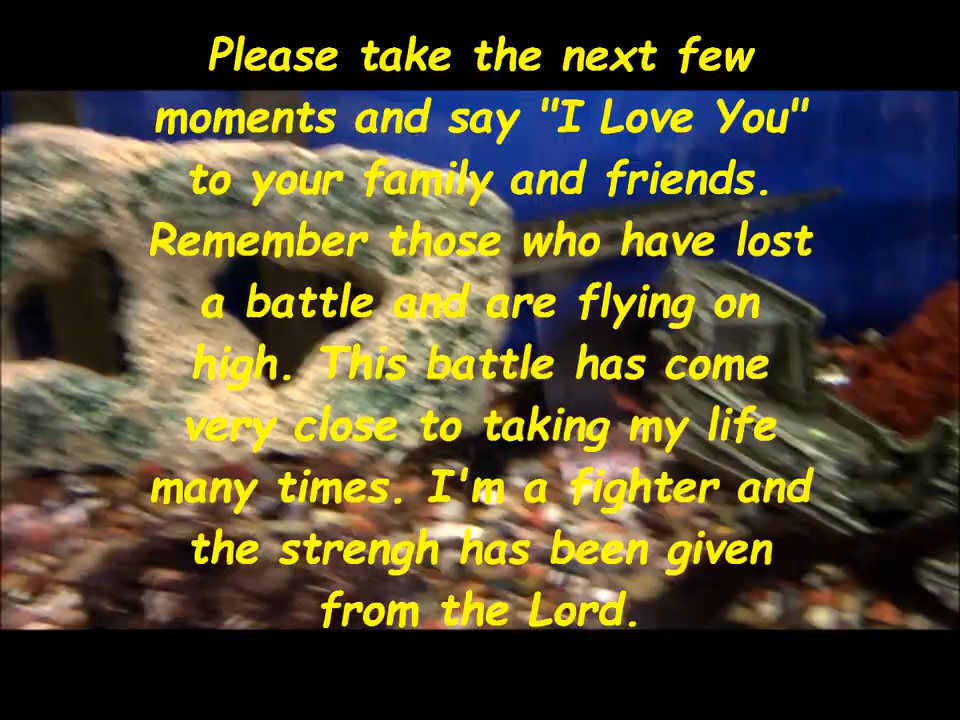 Please take the next few
moments and say "I Love You"
to your family and friends.
Remember those who have lost
a battle and are flying on
high. This battle has come
very close to taking my life
many times. I'm a fighter and
the strengh has been given
from the Lord.